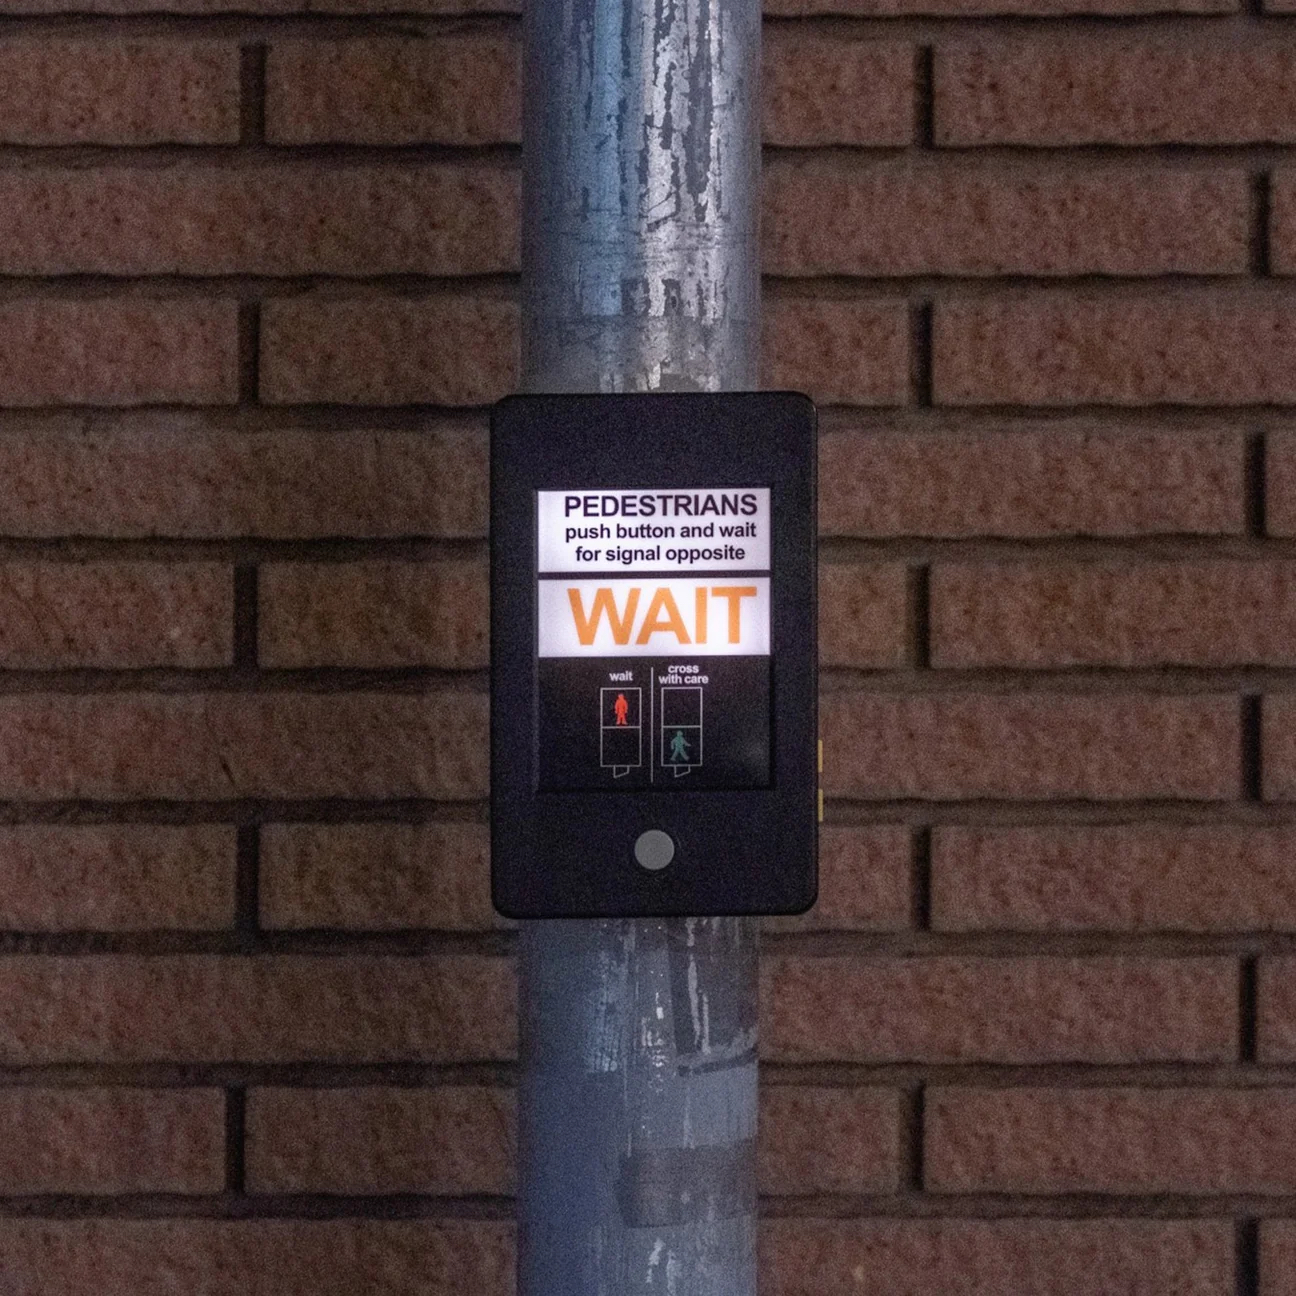 PEDESTRIANS
push button and wait
for signal opposite
WAIT
wait
cross
with care